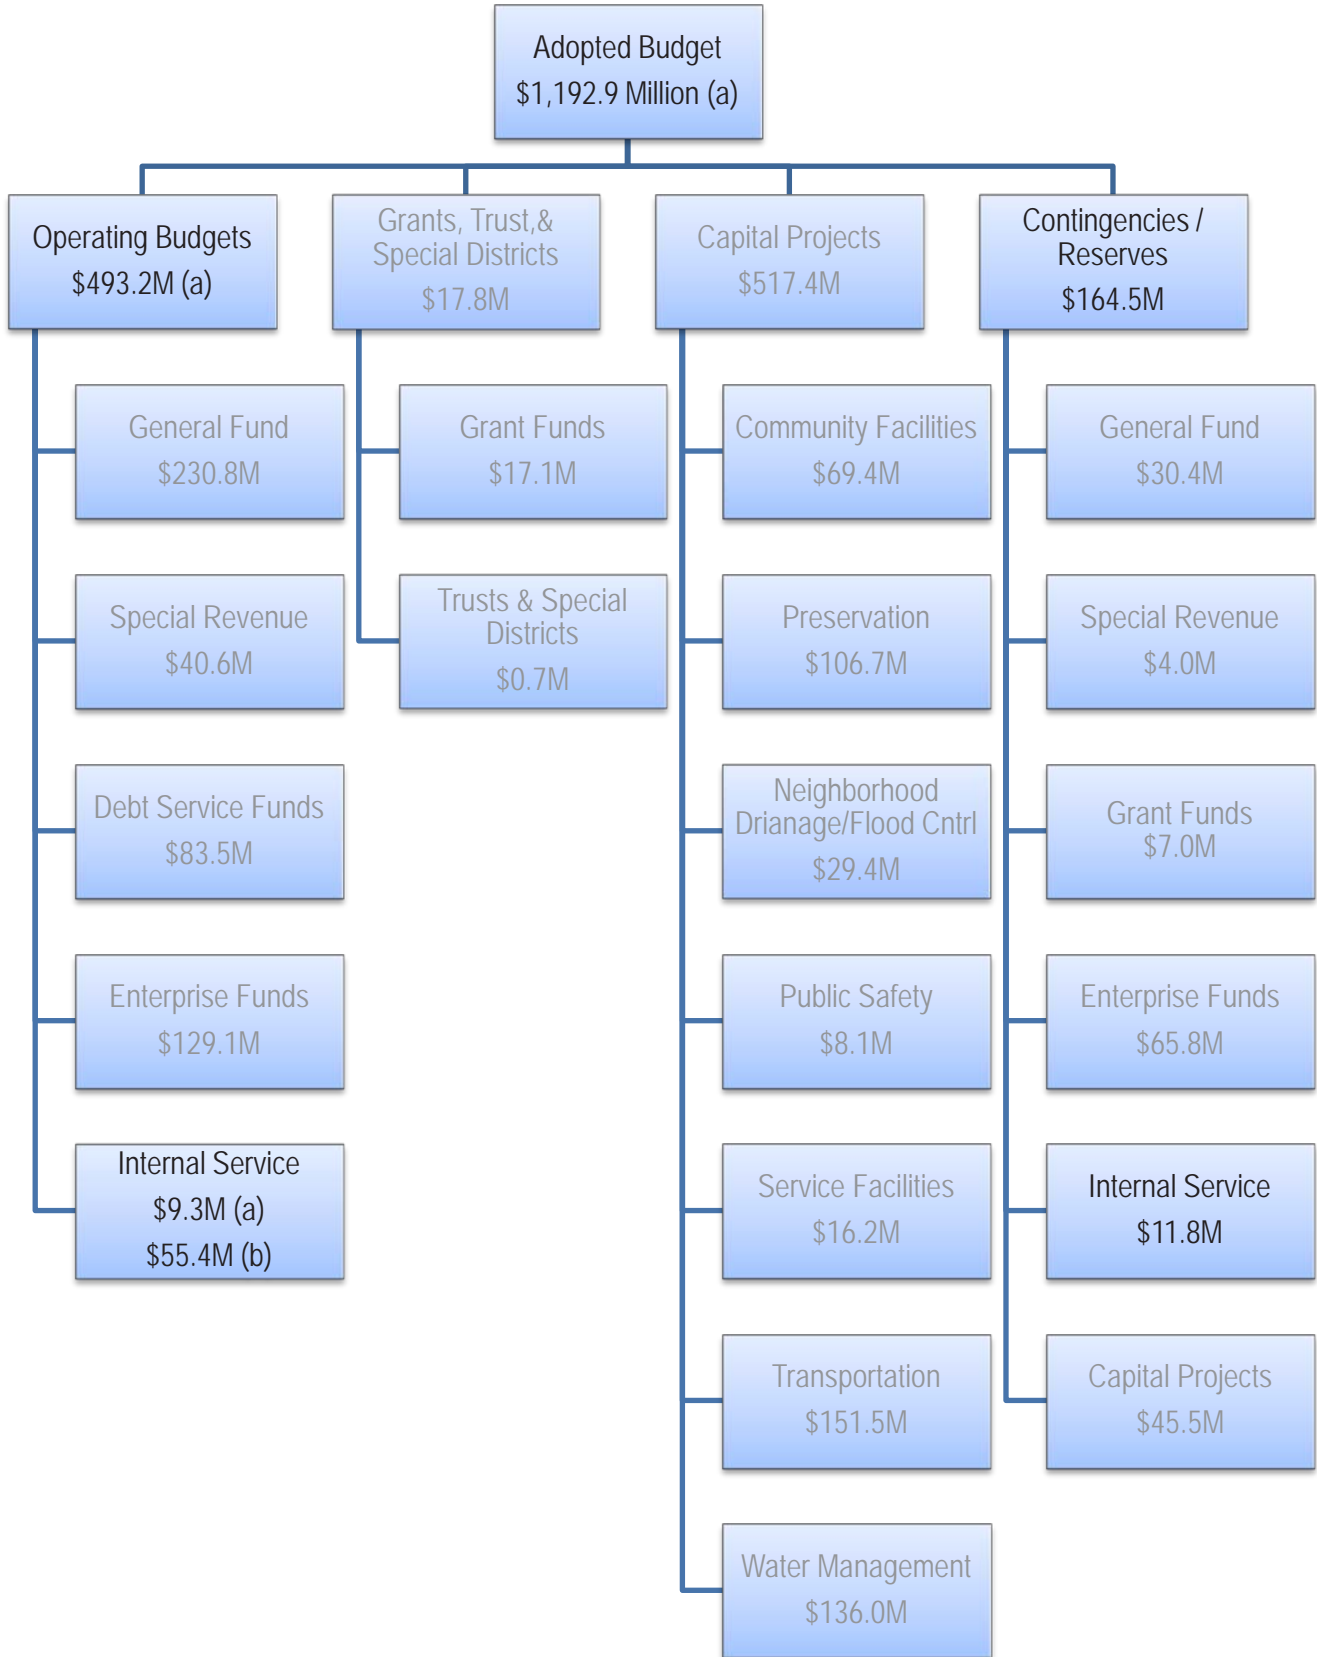 Adopted Budget
$1,192.9 Million (a)
Operating Budgets
$493.2M (a)
Grants, Trust,&
Special Districts
$17.8M
Capital Projects
$517.4M
Contingencies /
Reserves
$164.5M
General Fund
$230.8M
Special Revenue
$40.6M
Debt Service Funds
$83.5M
Enterprise Funds
$129.1M
Internal Service
$9.3M (a)
$55.4M (b)
Grant Funds
$17.1M
Trusts & Special
Districts
$0.7M
Community Facilities
$69.4M
Preservation
$106.7M
Neighborhood
Drianage/Flood Cntrl
$29.4M
Public Safety
$8.1M
Service Facilities
$16.2M
Transportation
$151.5M
Water Management
$136.0M
General Fund
$30.4M
Special Revenue
$4.0M
Grant Funds
$7.0M
Enterprise Funds
$65.8M
Internal Service
$11.8M
Capital Projects
$45.5M